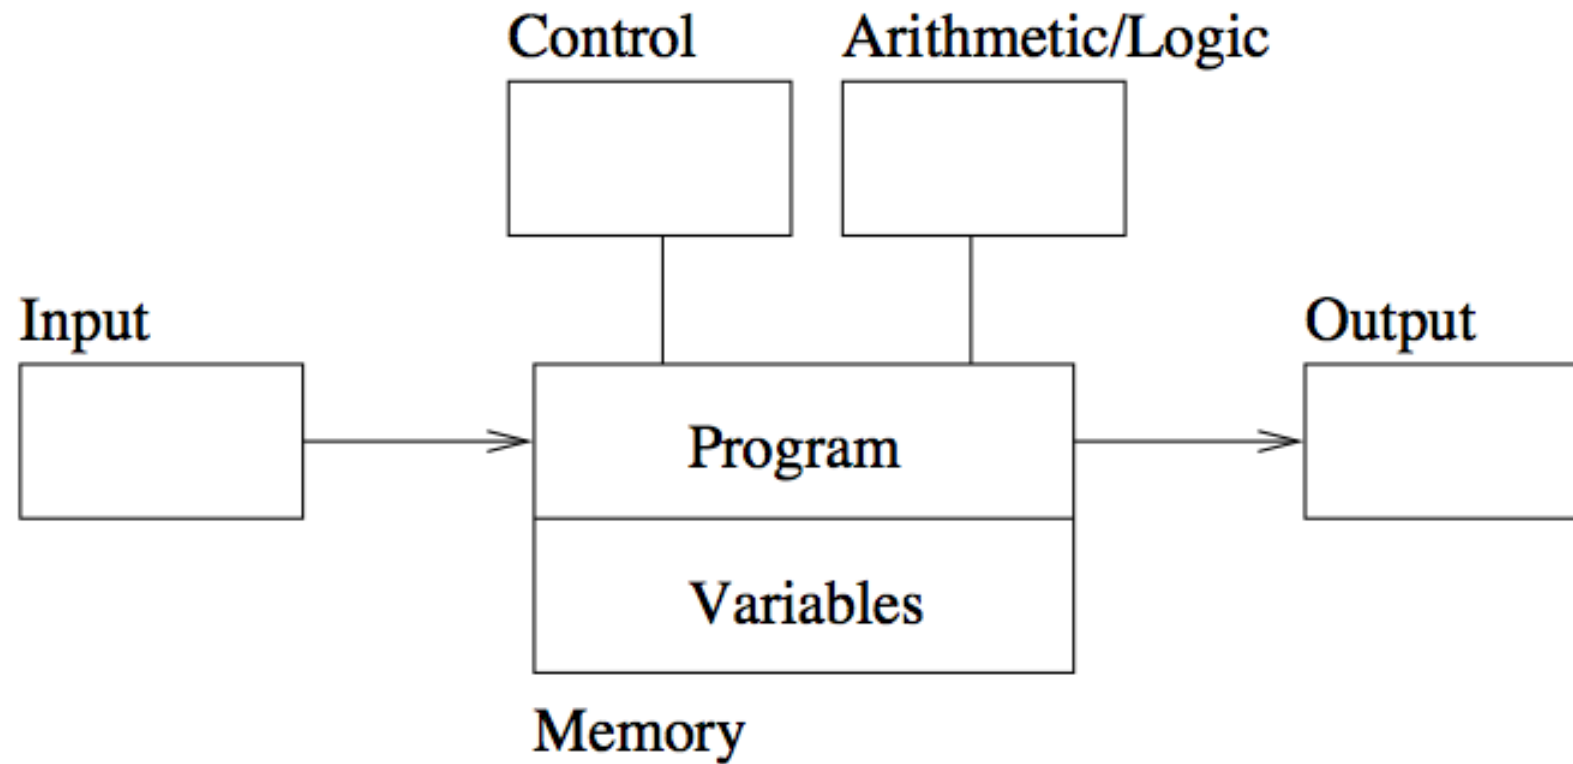 Control
Arithmetic/Logic
Input
Output
Program
Variables
Memory